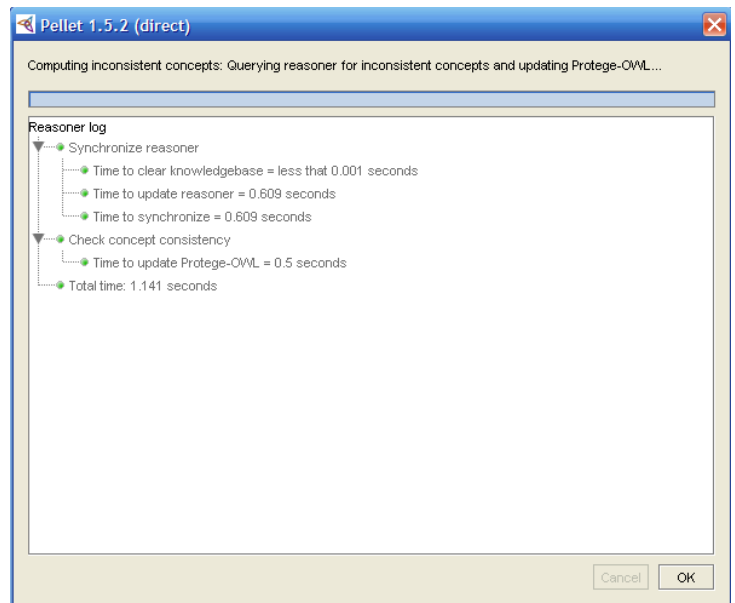 Pellet 1.5.2 (direct)
Computing inconsistent concepts: Querying reasoner for inconsistent concepts and updating Protege-OWL...
Reasoner log
Synchronize reasoner
Time to clear knowledgebase = less that 0.001 seconds
Time to update reasoner = 0.609 seconds
Time to synchronize = 0.609 seconds
Check concept consistency
Time to update Protege-OWL = 0.5 seconds
Total time: 1.141 seconds
Cancel OK